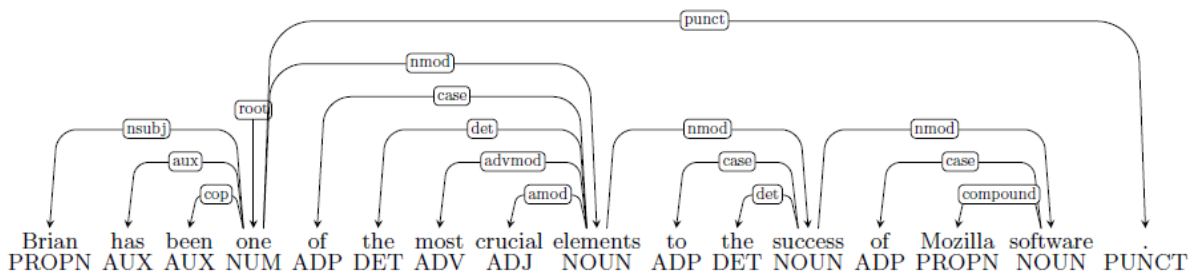 punct
nmod
case
root
nsubj det nmod nmod
aux advmod case case
cop amod det compound
Brian has been one of the most crucial elements to the success of Mozilla software .
PROPN AUX AUX NUM ADP DET ADV ADJ NOUN ADP DET NOUN ADP PROPN NOUN PUNCT